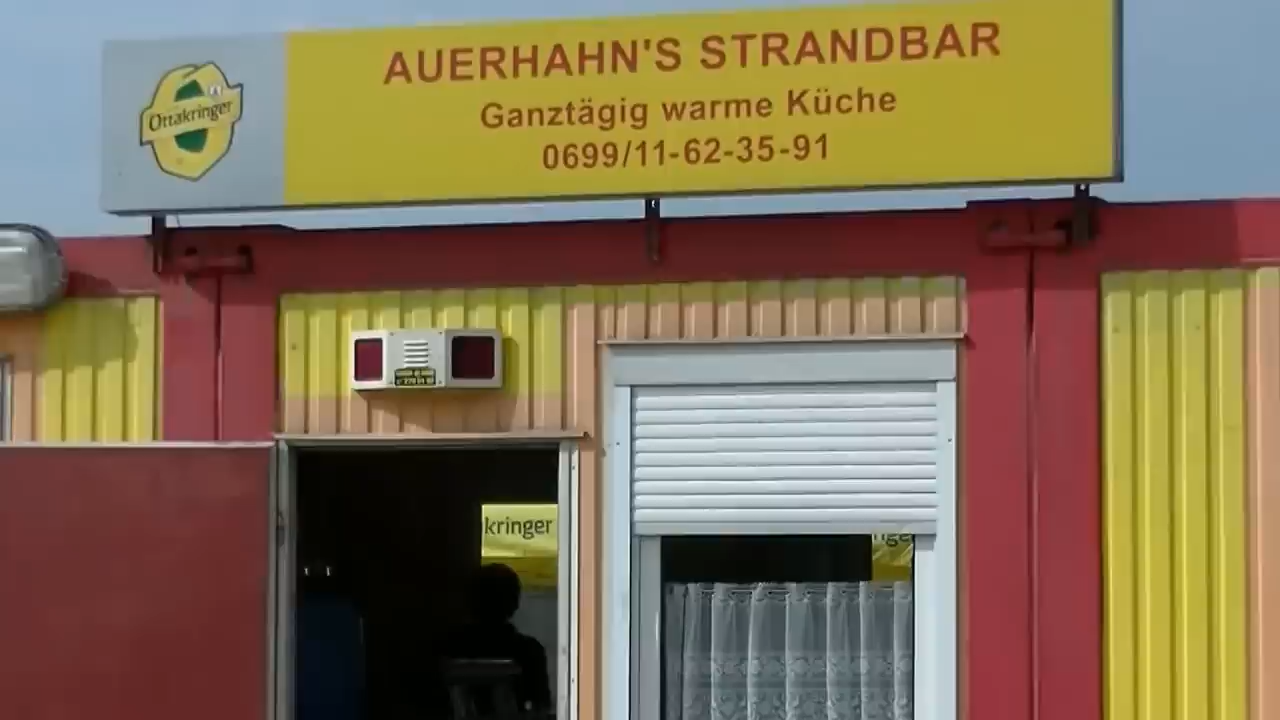 Ottakringer
AUERHAHN'S STRANDBAR
Ganztägig warme Küche
0699/11-62-35-91
kringer